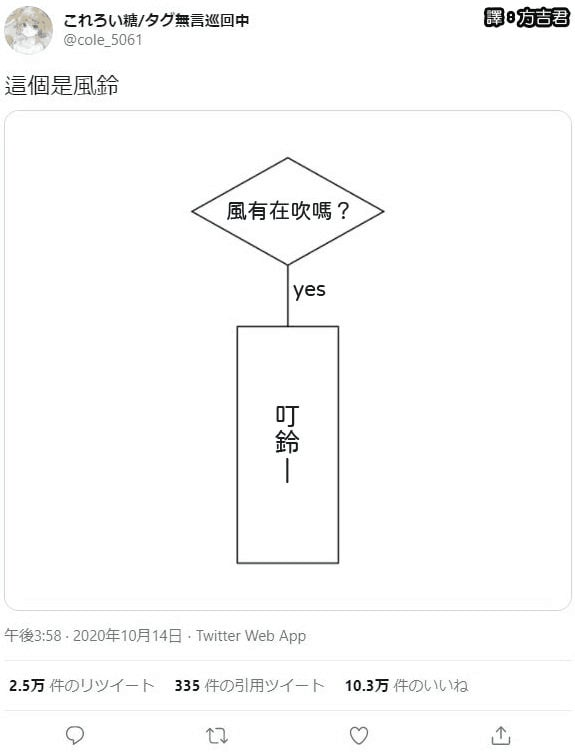 これろい糖/タグ無言巡回中
譯●方吉君
@cole_5061
這個是風鈴
風有在吹嗎？
yes
叮鈴ー
午後3:58 · 2020年10月14日 · Twitter Web App
2.5万 件のリツイート 335 件の引用ツイート 10.3万 件のいいね